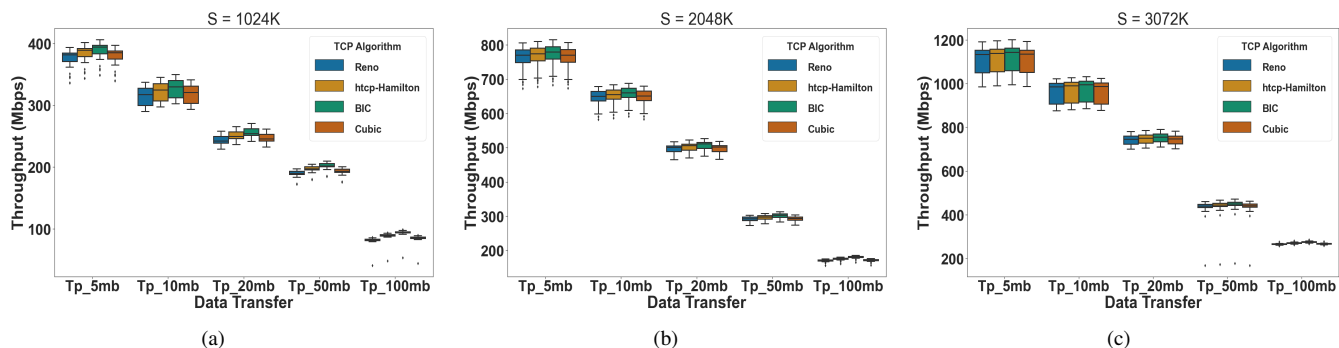 S = 1024K
Throughput (Mbps)
400
300
200
100
TCP Algorithm
Reno
htcp-Hamilton
BIC
Cubic
Tp_5mb Tp_10mb Tp_20mb Tp_50mb Tp_100mb
Data Transfer
(a)
S = 2048K
Throughput (Mbps)
800
700
600
500
400
300
200
TCP Algorithm
Reno
htcp-Hamilton
BIC
Cubic
Tp_5mb Tp_10mb Tp_20mb Tp_50mb Tp_100mb
Data Transfer
(b)
S = 3072K
Throughput (Mbps)
1200
1000
800
600
400
200
TCP Algorithm
Reno
htcp-Hamilton
BIC
Cubic
Tp_5mb Tp_10mb Tp_20mb Tp_50mb Tp_100mb
Data Transfer
(c)